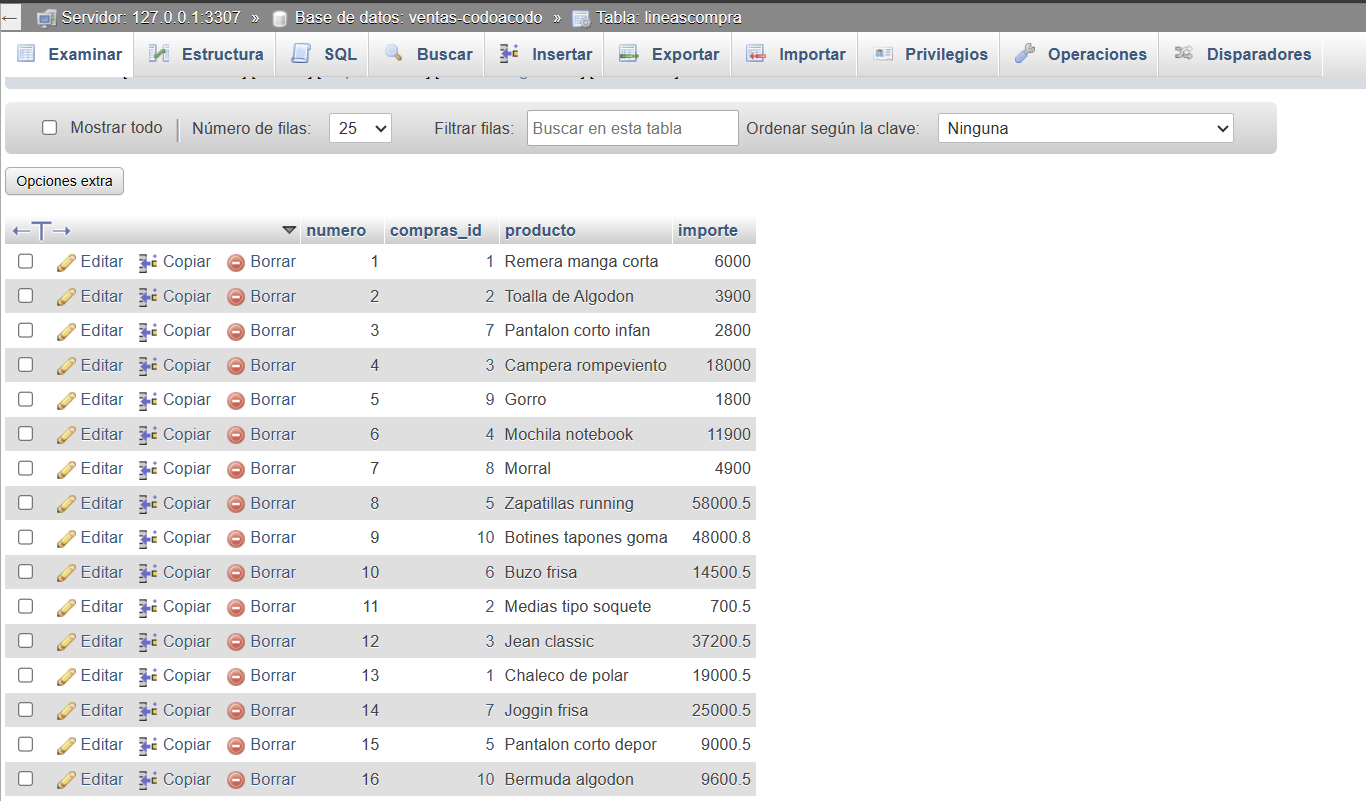 Servidor: 127.0.0.1:3307 » Base de datos: ventas-codoacodo » Tabla: lineascompra
Examinar Estructura SQL Buscar Insertar Exportar Importar Privilegios Operaciones Disparadores
Mostrar todo Número de filas: 25 Filtrar filas: Buscar en esta tabla Ordenar según la clave: Ninguna
Opciones extra
numero compras_id producto importe
Editar Copiar Borrar 1 1 Remera manga corta 6000
Editar Copiar Borrar 2 2 Toalla de Algodon 3900
Editar Copiar Borrar 3 7 Pantalon corto infan 2800
Editar Copiar Borrar 4 3 Campera rompeviento 18000
Editar Copiar Borrar 5 9 Gorro 1800
Editar Copiar Borrar 6 4 Mochila notebook 11900
Editar Copiar Borrar 7 8 Morral 4900
Editar Copiar Borrar 8 5 Zapatillas running 58000.5
Editar Copiar Borrar 9 10 Botines tapones goma 48000.8
Editar Copiar Borrar 10 6 Buzo frisa 14500.5
Editar Copiar Borrar 11 2 Medias tipo soquete 700.5
Editar Copiar Borrar 12 3 Jean classic 37200.5
Editar Copiar Borrar 13 1 Chaleco de polar 19000.5
Editar Copiar Borrar 14 7 Joggin frisa 25000.5
Editar Copiar Borrar 15 5 Pantalon corto depor 9000.5
Editar Copiar Borrar 16 10 Bermuda algodon 9600.5